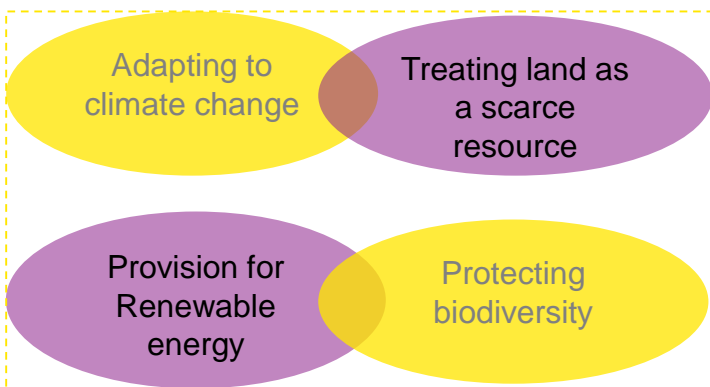 Adapting to
climate change
Treating land as
a scarce
resource
Provision for
Renewable
energy
Protecting
biodiversity